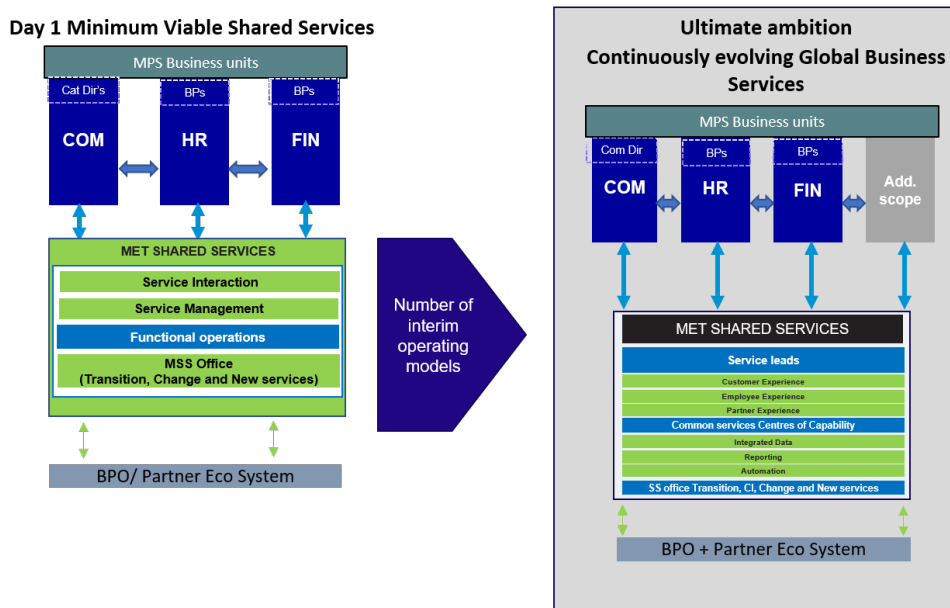 Day 1 Minimum Viable Shared Services
MPS Business units
Cat Dir's
BPs
BPs
COM
HR
FIN
MET SHARED SERVICES
Service Interaction
Service Management
Functional operations
MSS Office
(Transition, Change and New services)
BPO/ Partner Eco System
Number of
interim
operating
models
Ultimate ambition
Continuously evolving Global Business
Services
MPS Business units
Com Dir
BPs
BPs
COM
HR
FIN
Add.
scope
MET SHARED SERVICES
Service leads
Customer Experience
Employee Experience
Partner Experience
Common services Centres of Capability
Integrated Data
Reporting
Automation
SS office Transition, CI, Change and New services
BPO + Partner Eco System